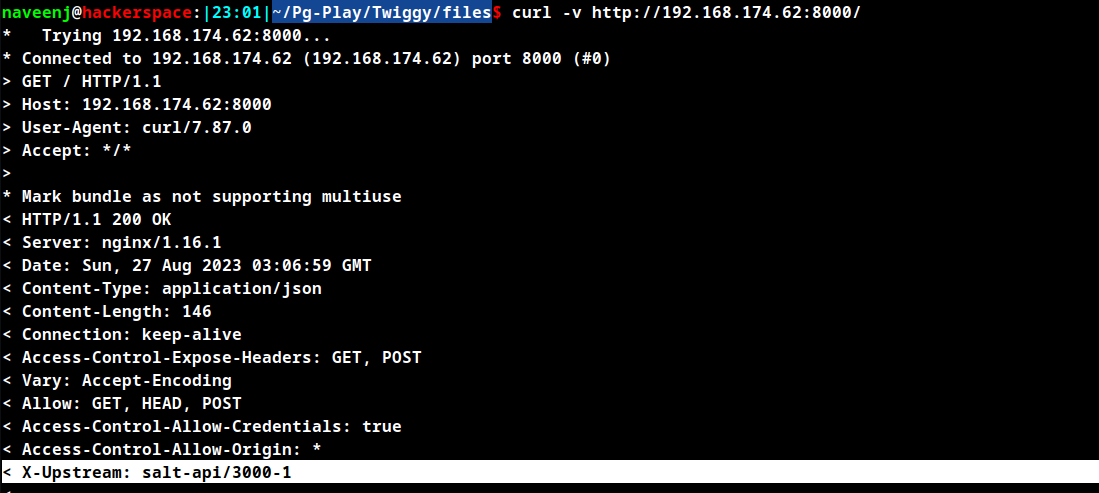 naveenj@hackerspace:|23:01|~/Pg-Play/Twiggy/files$ curl -v http://192.168.174.62:8000/
*   Trying 192.168.174.62:8000...
* Connected to 192.168.174.62 (192.168.174.62) port 8000 (#0)
> GET / HTTP/1.1
> Host: 192.168.174.62:8000
> User-Agent: curl/7.87.0
> Accept: */*
>
* Mark bundle as not supporting multiuse
< HTTP/1.1 200 OK
< Server: nginx/1.16.1
< Date: Sun, 27 Aug 2023 03:06:59 GMT
< Content-Type: application/json
< Content-Length: 146
< Connection: keep-alive
< Access-Control-Expose-Headers: GET, POST
< Vary: Accept-Encoding
< Allow: GET, HEAD, POST
< Access-Control-Allow-Credentials: true
< Access-Control-Allow-Origin: *
< X-Upstream: salt-api/3000-1
<